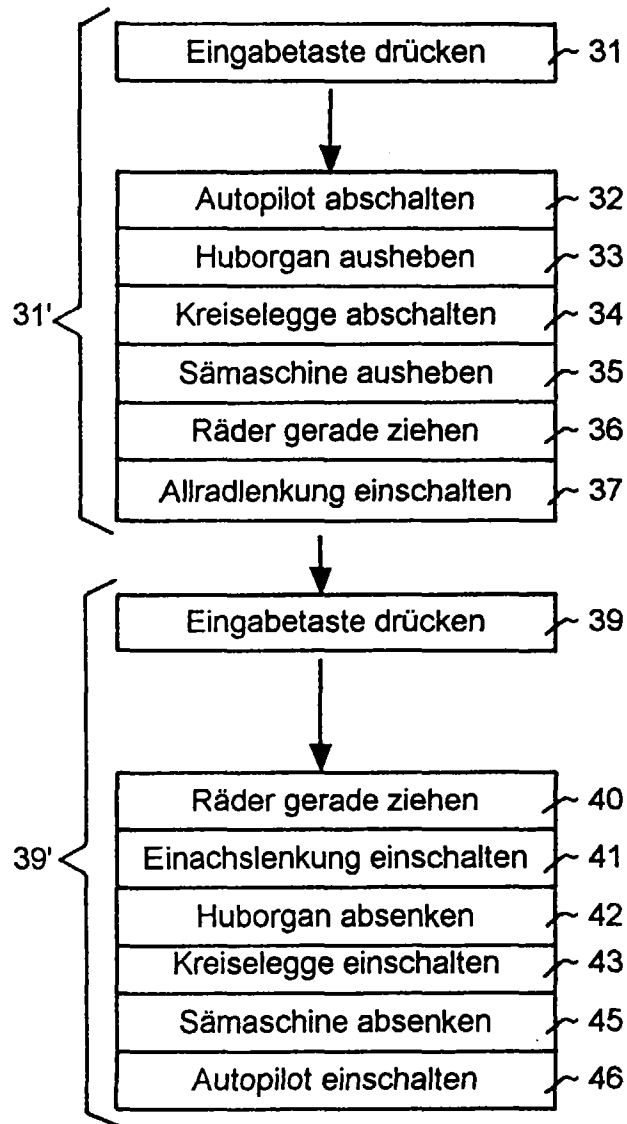 Eingabetaste drücken 31
Autopilot abschalten 32
Huborgan ausheben 33
Kreiselegge abschalten 34
31'
Sämaschine ausheben 35
Räder gerade ziehen 36
Allradlenkung einschalten 37
Eingabetaste drücken 39
Räder gerade ziehen 40
39'
Einachslenkung einschalten 41
Huborgan absenken 42
Kreiselegge einschalten 43
Sämaschine absenken 45
Autopilot einschalten 46